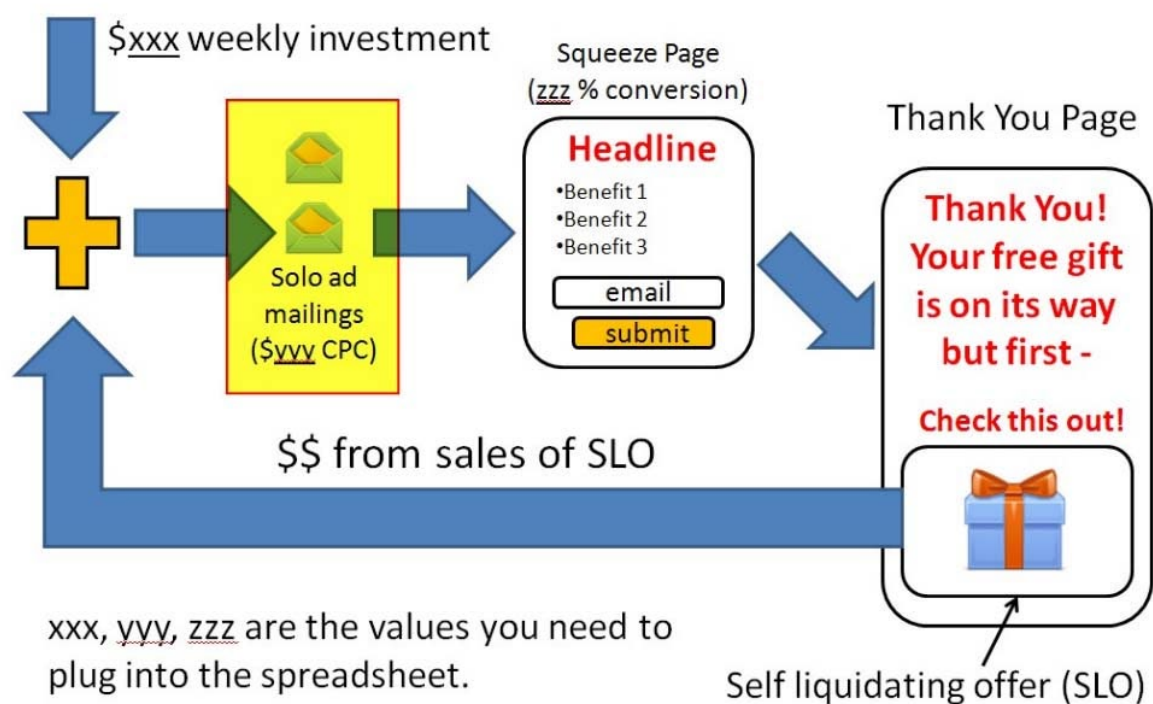 $xxx weekly investment
Squeeze Page
(zzz % conversion)
Thank You Page
Headline
•Benefit 1
•Benefit 2
•Benefit 3
email
submit
Solo ad
mailings
($yyy CPC)
Thank You!
Your free gift
is on its way
but first -
Check this out!
$$ from sales of SLO
xxx, yyy, zzz are the values you need to
plug into the spreadsheet.
Self liquidating offer (SLO)